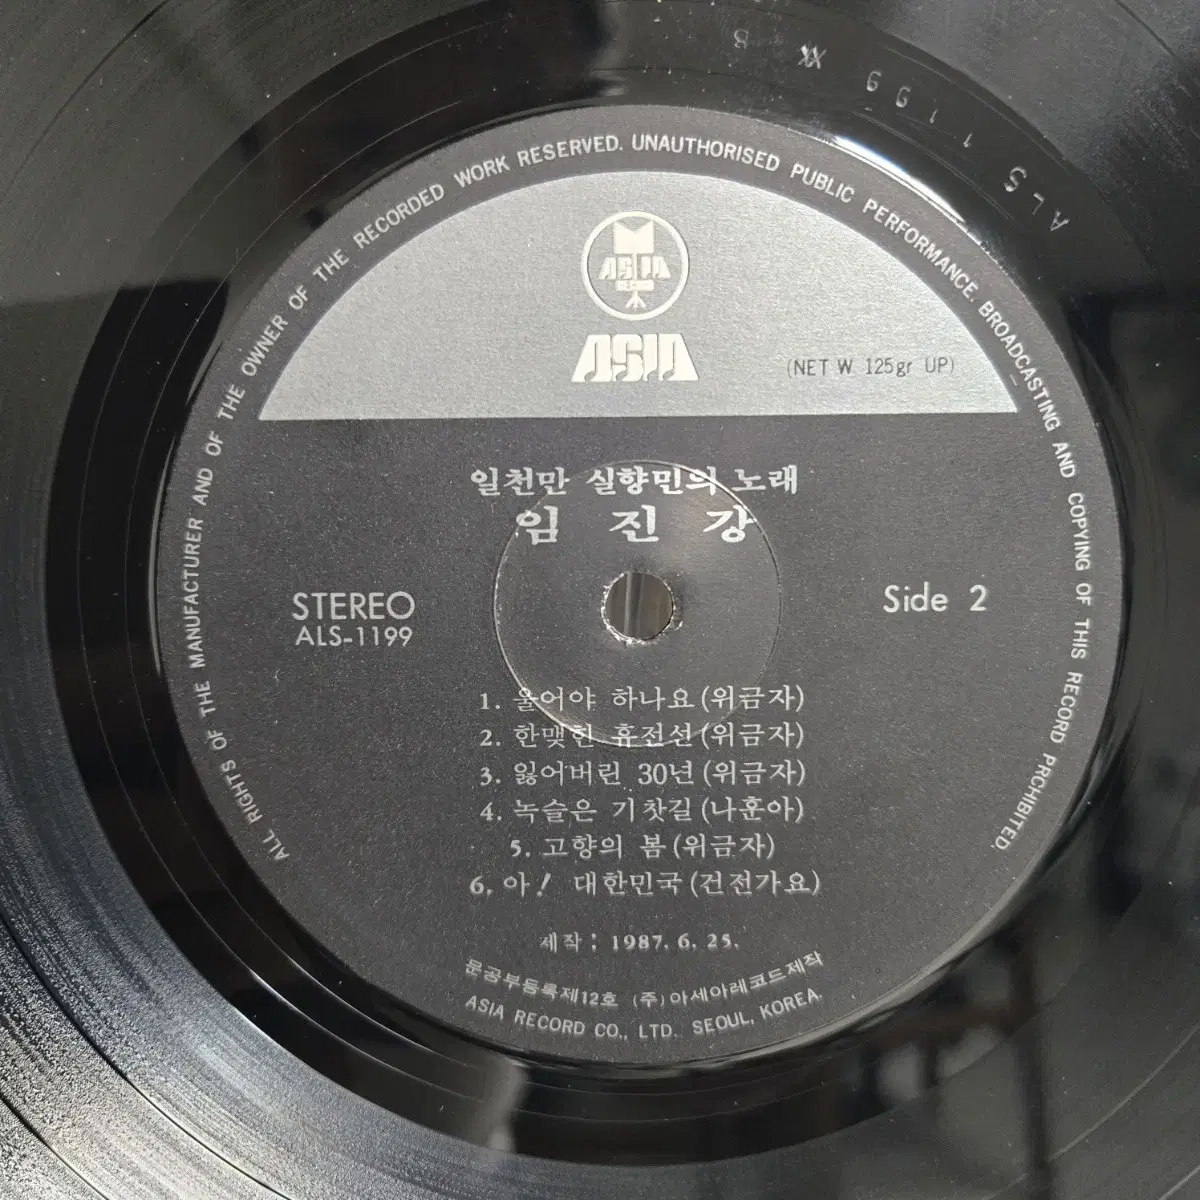 ALS 1199 XX B
ALL RIGHTS OF THE MANUFACTURER AND OF THE OWNER OF THE RECORDED WORK RESERVED. UNAUTHORISED PUBLIC PERFORMANCE. BROADCASTING AND COPYING OF THIS RECORD PRCHIBITED.
ASIA
RECORD
ASIA
(NET W. 125gr UP)
일천만 실향민의 노래
임 진 강
STEREO
ALS-1199
Side 2
1. 울어야 하나요 (위금자)
2. 한맺힌 휴전선 (위금자)
3. 잃어버린 30년 (위금자)
4. 녹슬은 기찻길 (나훈아)
5. 고향의 봄 (위금자)
6. 아! 대한민국 (건전가요)
세작: 1987. 6. 25.
문공부등록제12호 (주) 아세아레코드제작
ASIA RECORD CO., LTD. SEOUL, KOREA.